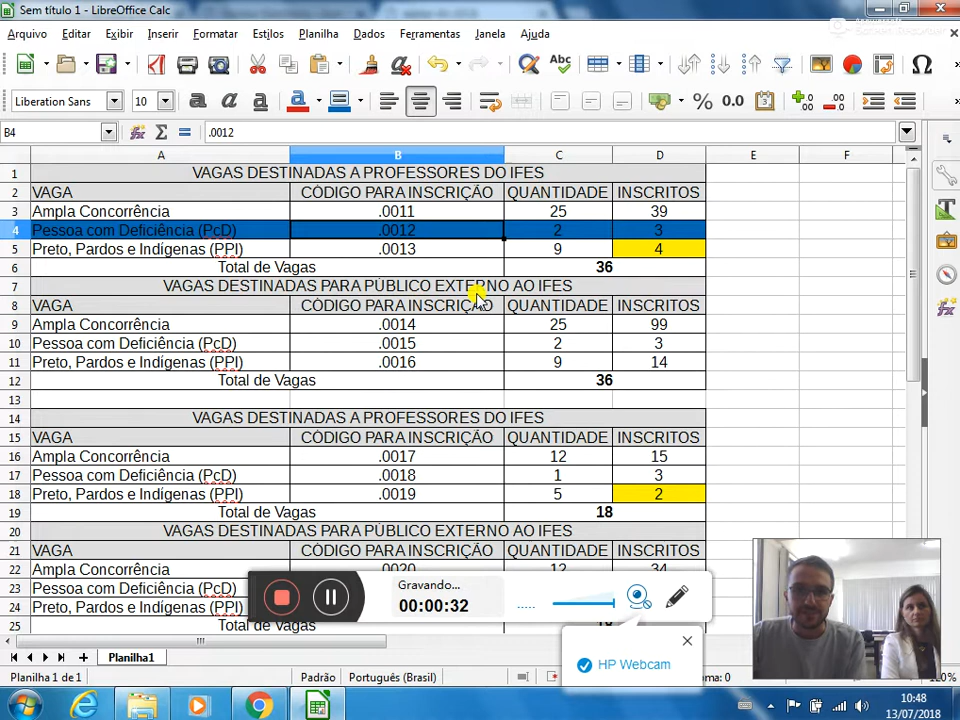 Sem título 1 - LibreOffice Calc
Arquivo Editar Exibir Inserir Formatar Estilos Planilha Dados Ferramentas Janela Ajuda
Liberation Sans 10
B4 .0012
A B C D E F
1 VAGAS DESTINADAS A PROFESSORES DO IFES
2 VAGA CÓDIGO PARA INSCRIÇÃO QUANTIDADE INSCRITOS
3 Ampla Concorrência .0011 25 39
4 Pessoa com Deficiência (PcD) .0012 2 3
5 Preto, Pardos e Indígenas (PPI) .0013 9 4
6 Total de Vagas 36
7 VAGAS DESTINADAS PARA PÚBLICO EXTERNO AO IFES
8 VAGA CÓDIGO PARA INSCRIÇÃO QUANTIDADE INSCRITOS
9 Ampla Concorrência .0014 25 99
10 Pessoa com Deficiência (PcD) .0015 2 3
11 Preto, Pardos e Indígenas (PPI) .0016 9 14
12 Total de Vagas 36
13
14 VAGAS DESTINADAS A PROFESSORES DO IFES
15 VAGA CÓDIGO PARA INSCRIÇÃO QUANTIDADE INSCRITOS
16 Ampla Concorrência .0017 12 15
17 Pessoa com Deficiência (PcD) .0018 1 3
18 Preto, Pardos e Indígenas (PPI) .0019 5 2
19 Total de Vagas 18
20 VAGAS DESTINADAS PARA PÚBLICO EXTERNO AO IFES
21 VAGA CÓDIGO PARA INSCRIÇÃO QUANTIDADE INSCRITOS
22 Ampla Concorrência .0020 12 34
23 Pessoa com Deficiência (PcD)
24 Preto, Pardos e Indígenas (PPI)
25 Total de Vagas 18
Gravando...
00:00:32
HP Webcam
Planilha1
Planilha 1 de 1 Padrão Português (Brasil) oma: 0
10:48
13/07/2018